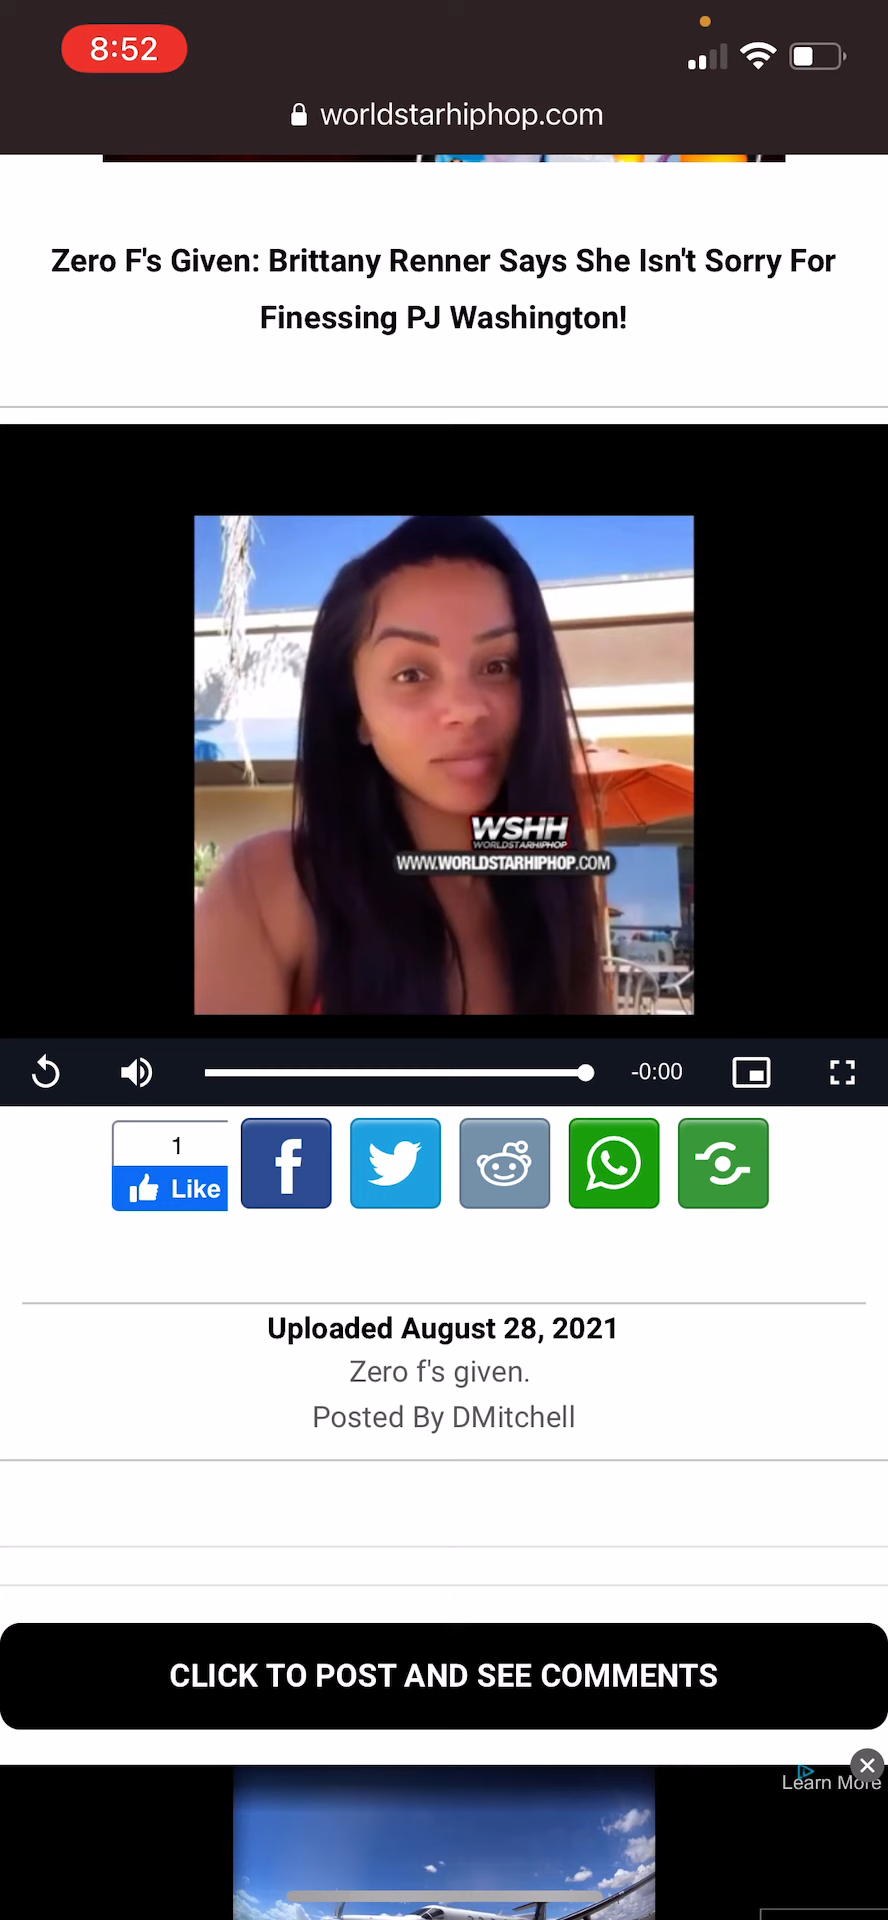 8:52
worldstarhiphop.com
Zero F's Given: Brittany Renner Says She Isn't Sorry For
Finessing PJ Washington!
WSHH
WORLDSTARHIPHOP
WWW.WORLDSTARHIPHOP.COM
-0:00
1
Like
Uploaded August 28, 2021
Zero f's given.
Posted By DMitchell
CLICK TO POST AND SEE COMMENTS
Learn More